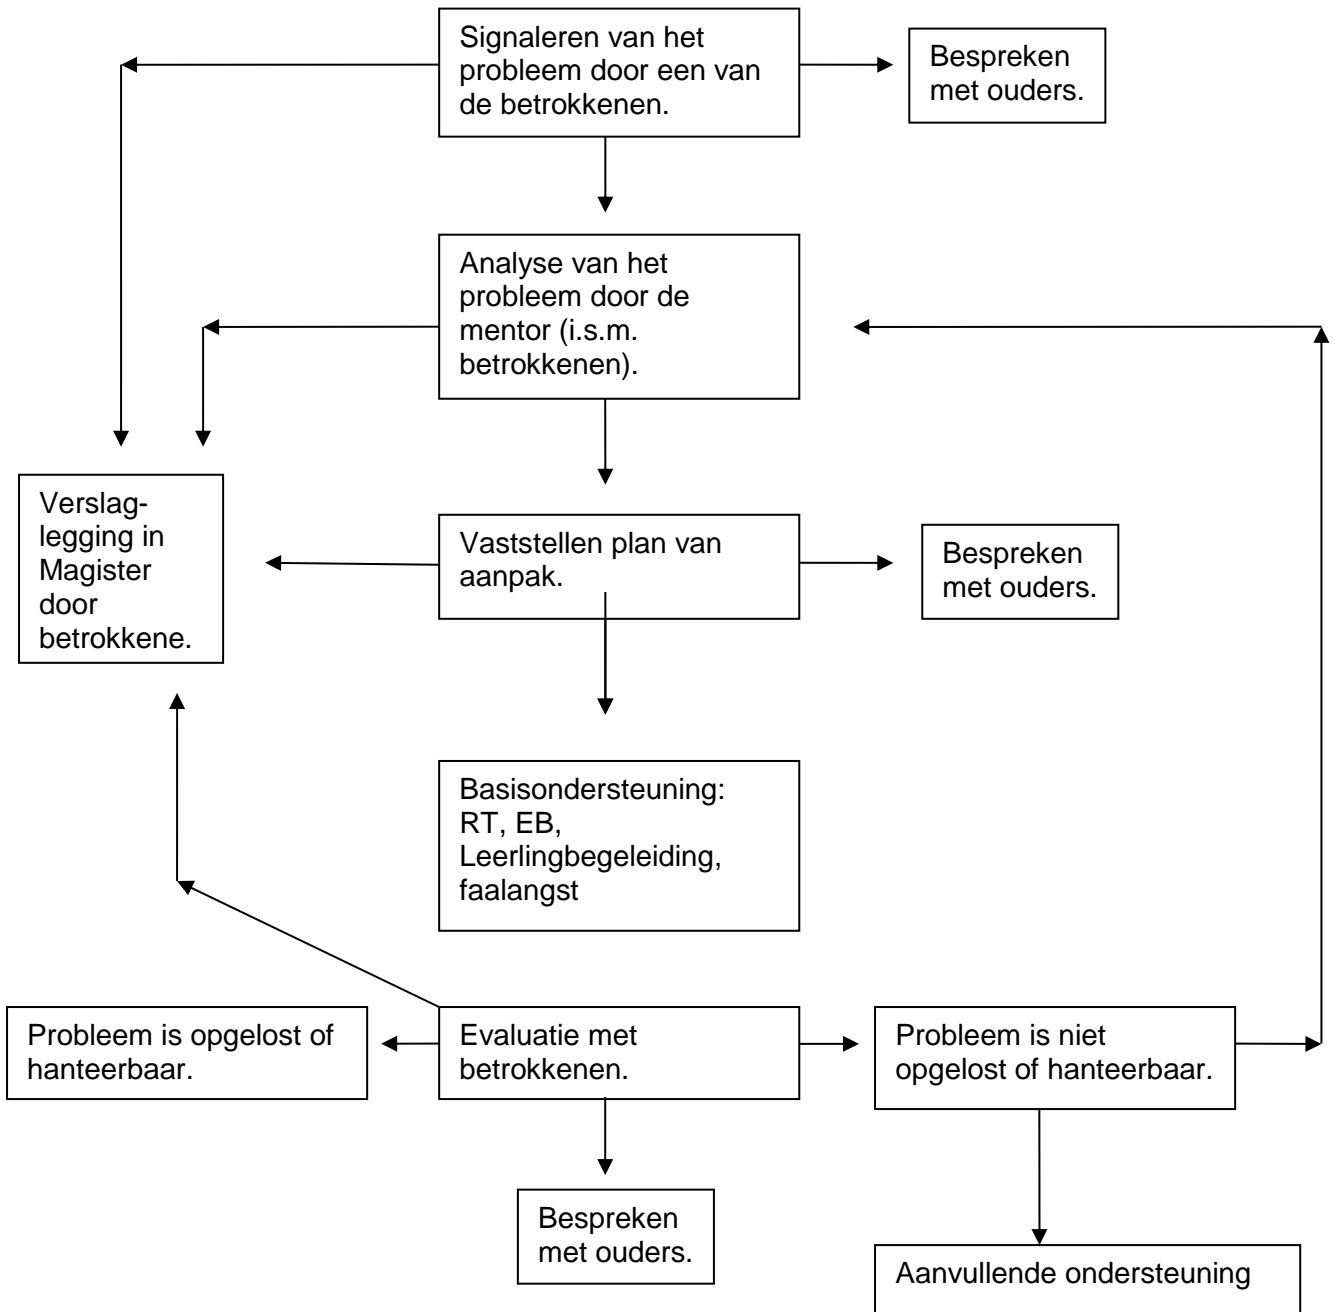 Signaleren van het
probleem door een van
de betrokkenen.
Bespreken
met ouders.
Analyse van het
probleem door de
mentor (i.s.m.
betrokkenen).
Verslag-
legging in
Magister
door
betrokkene.
Vaststellen plan van
aanpak.
Bespreken
met ouders.
Basisondersteuning:
RT, EB,
Leerlingbegeleiding,
faalangst
Probleem is opgelost of
hanteerbaar.
Evaluatie met
betrokkenen.
Probleem is niet
opgelost of hanteerbaar.
Bespreken
met ouders.
Aanvullende ondersteuning